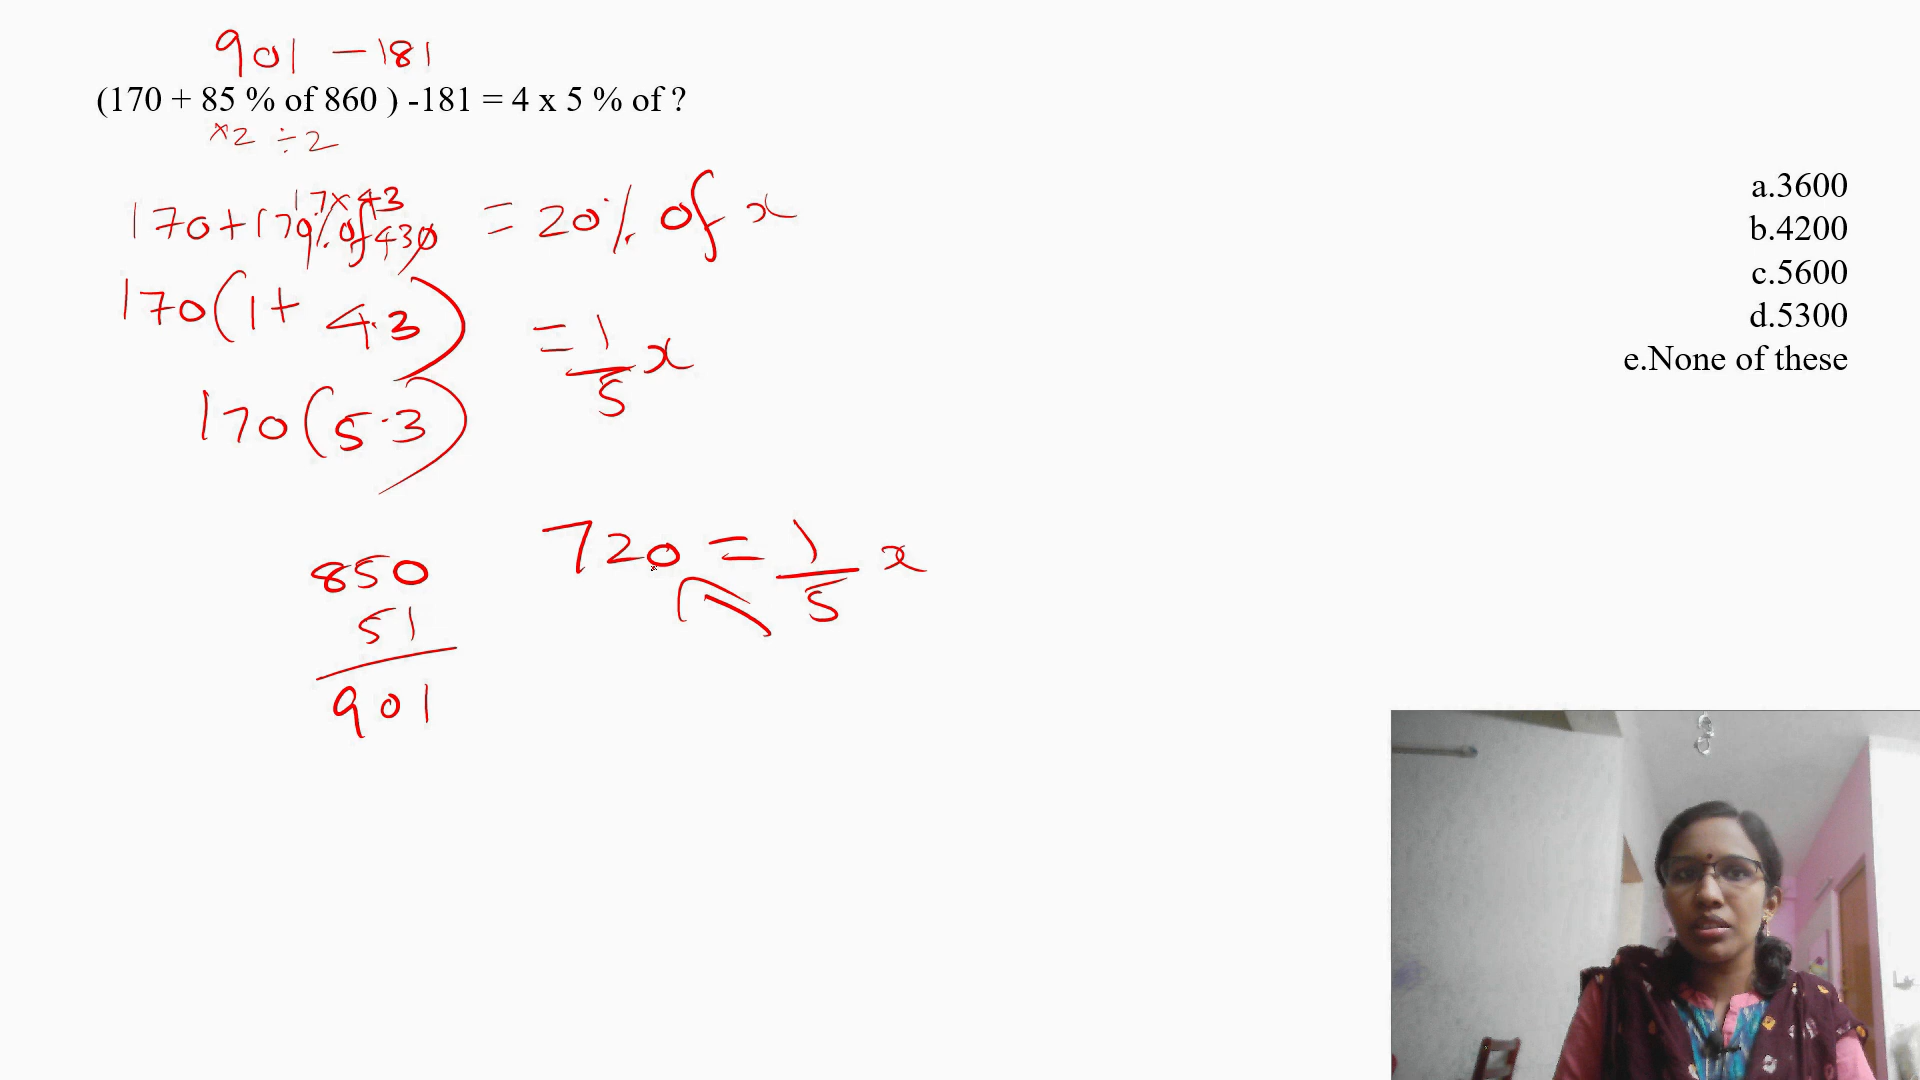 901 - 181
(170 + 85 % of 860 ) -181 = 4 x 5 % of ?
×2 ÷2
17×43
170+170% of 430 = 20% of x
170(1+ 4.3) = 1/5 x
170(5.3)
720 = 1/5 x
850
51
901
a.3600
b.4200
c.5600
d.5300
e.None of these